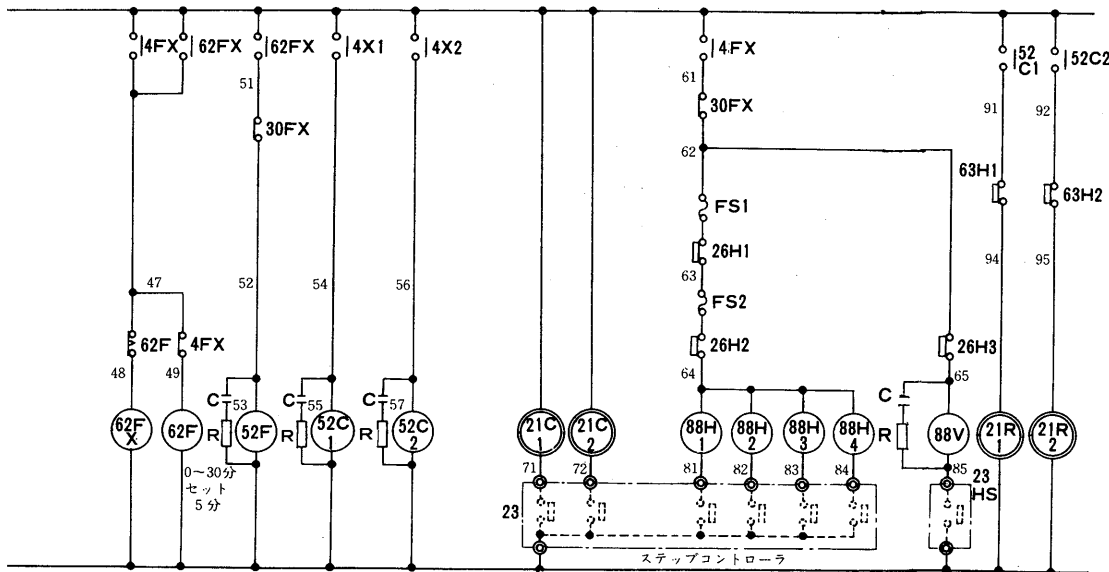 4FX
62FX
62FX
4X1
4X2
4FX
52
C1
52C2
51
61
91
92
30FX
30FX
62
63H1
63H2
FS1
26H1
47
52
54
56
63
94
95
FS2
62F
4FX
26H2
26H3
48
49
64
65
C
53
C
55
C
57
C
62F
X
62F
R
52F
R
52C
1
R
52C
2
21C
1
21C
2
88H
1
88H
2
88H
3
88H
4
R
88V
21R
1
21R
2
0〜30分
セット
5分
71
72
81
82
83
84
85
23
23
HS
ステップコントローラ